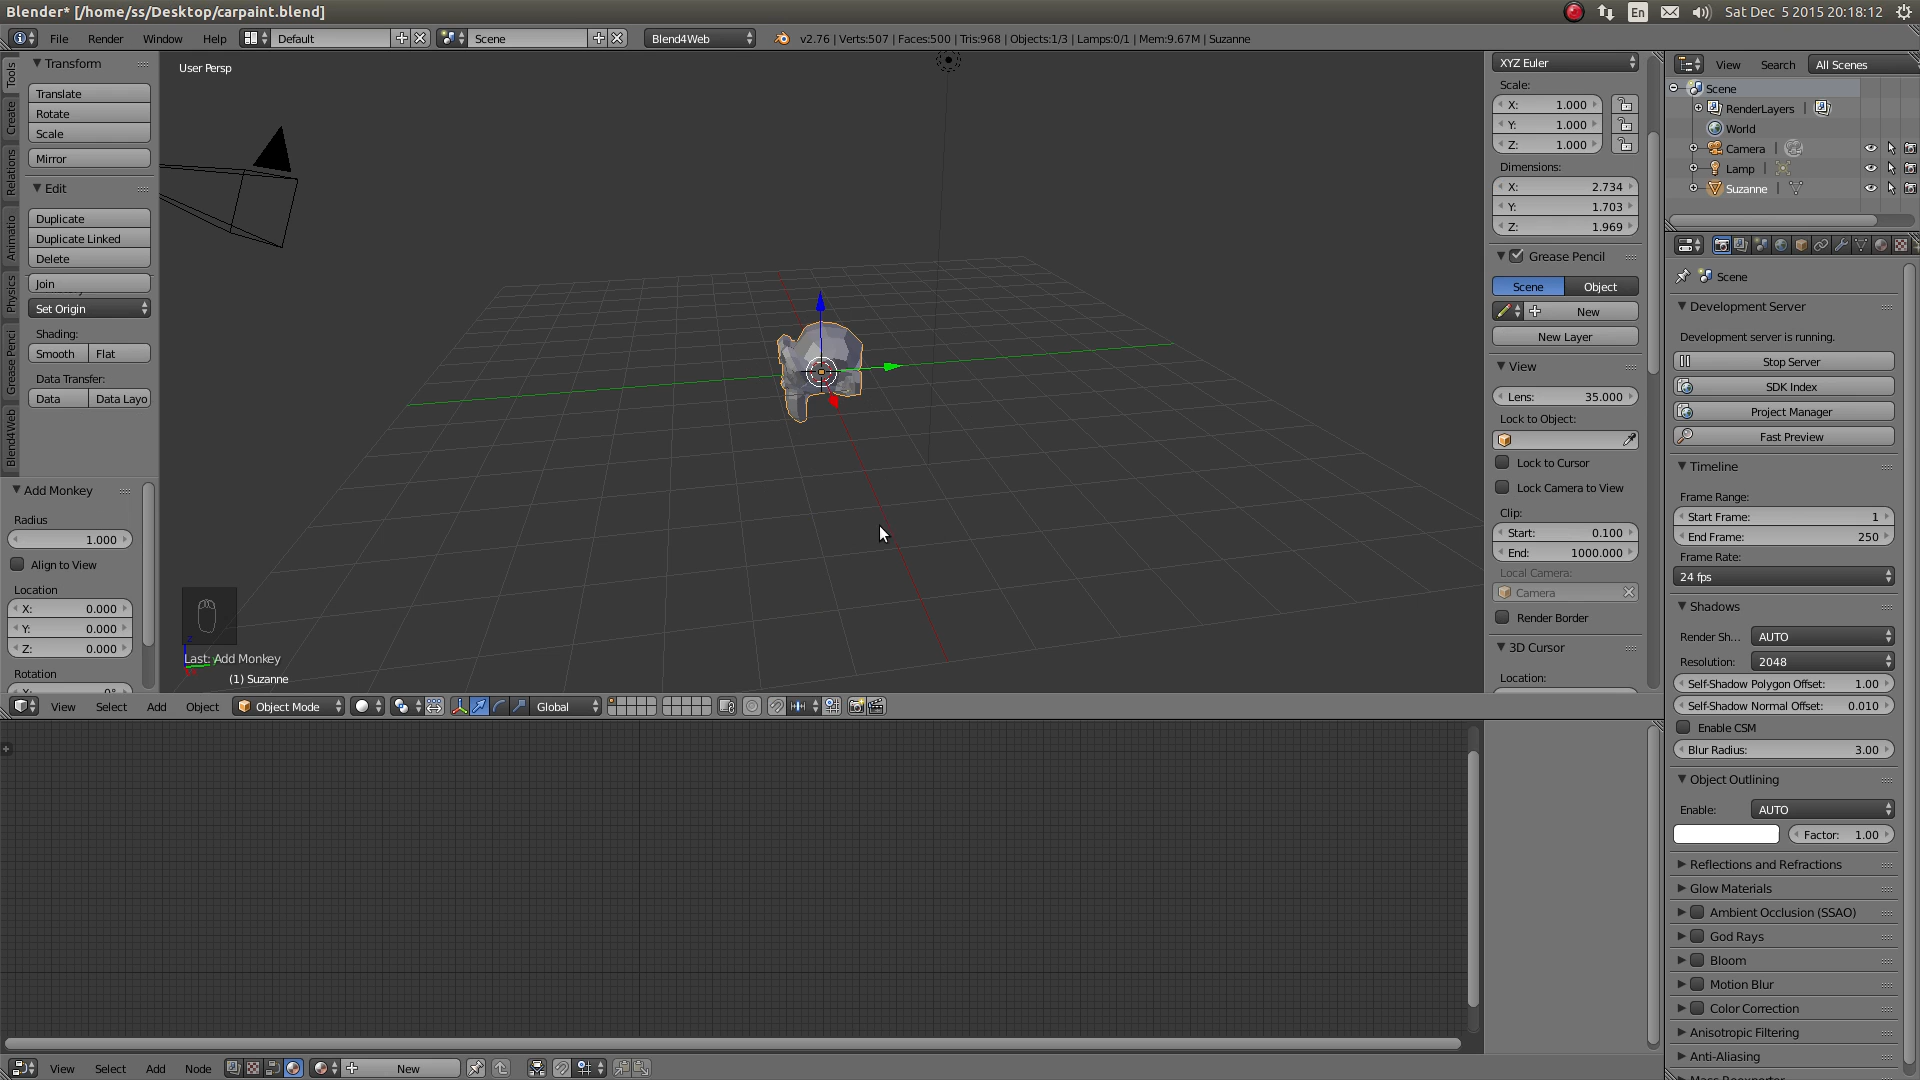 Blender* [/home/ss/Desktop/carpaint.blend]
En
Sat Dec 5 2015 20:18:12
File Render Window Help Default Scene Blend4Web v2.76 | Verts:507 | Faces:500 | Tris:968 | Objects:1/3 | Lamps:0/1 | Mem:9.67M | Suzanne
Tools
Create
Relations
Animatio
Physics
Grease Penci
Blend4Web
Transform
Translate
Rotate
Scale
Mirror
Edit
Duplicate
Duplicate Linked
Delete
Join
Set Origin
Shading:
Smooth Flat
Data Transfer:
Data Data Layo
Add Monkey
Radius
1.000
Align to View
Location
X: 0.000
Y: 0.000
Z: 0.000
Rotation
User Persp
Last: Add Monkey
(1) Suzanne
XYZ Euler
Scale:
X: 1.000
Y: 1.000
Z: 1.000
Dimensions:
X: 2.734
Y: 1.703
Z: 1.969
Grease Pencil
Scene Object
New
New Layer
View
Lens: 35.000
Lock to Object:
Lock to Cursor
Lock Camera to View
Clip:
Start: 0.100
End: 1000.000
Local Camera:
Camera
Render Border
3D Cursor
Location:
View Search All Scenes
Scene
RenderLayers
World
Camera
Lamp
Suzanne
Scene
Development Server
Development server is running.
Stop Server
SDK Index
Project Manager
Fast Preview
Timeline
Frame Range:
Start Frame: 1
End Frame: 250
Frame Rate:
24 fps
Shadows
Render Sh... AUTO
Resolution: 2048
Self-Shadow Polygon Offset: 1.00
Self-Shadow Normal Offset: 0.010
Enable CSM
Blur Radius: 3.00
Object Outlining
Enable: AUTO
Factor: 1.00
Reflections and Refractions
Glow Materials
Ambient Occlusion (SSAO)
God Rays
Bloom
Motion Blur
Color Correction
Anisotropic Filtering
Anti-Aliasing
View Select Add Object Object Mode Global
View Select Add Node New